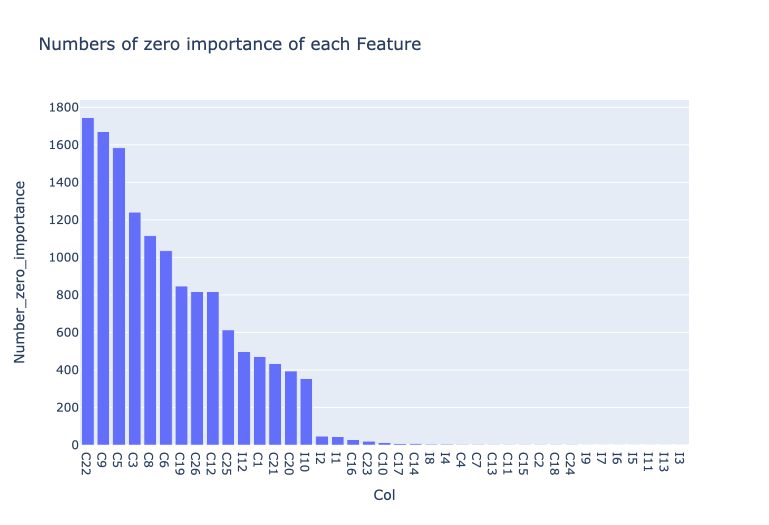 Numbers of zero importance of each Feature
Number_zero_importance
1800
1600
1400
1200
1000
800
600
400
200
0
C22 C9 C5 C3 C8 C6 C19 C26 C12 C25 I12 C1 C21 C20 I10 I2 I1 C16 C23 C10 C17 C14 I8 I4 C4 C7 C13 C11 C15 C2 C18 C24 I9 I7 I6 I5 I11 I13 I3
Col